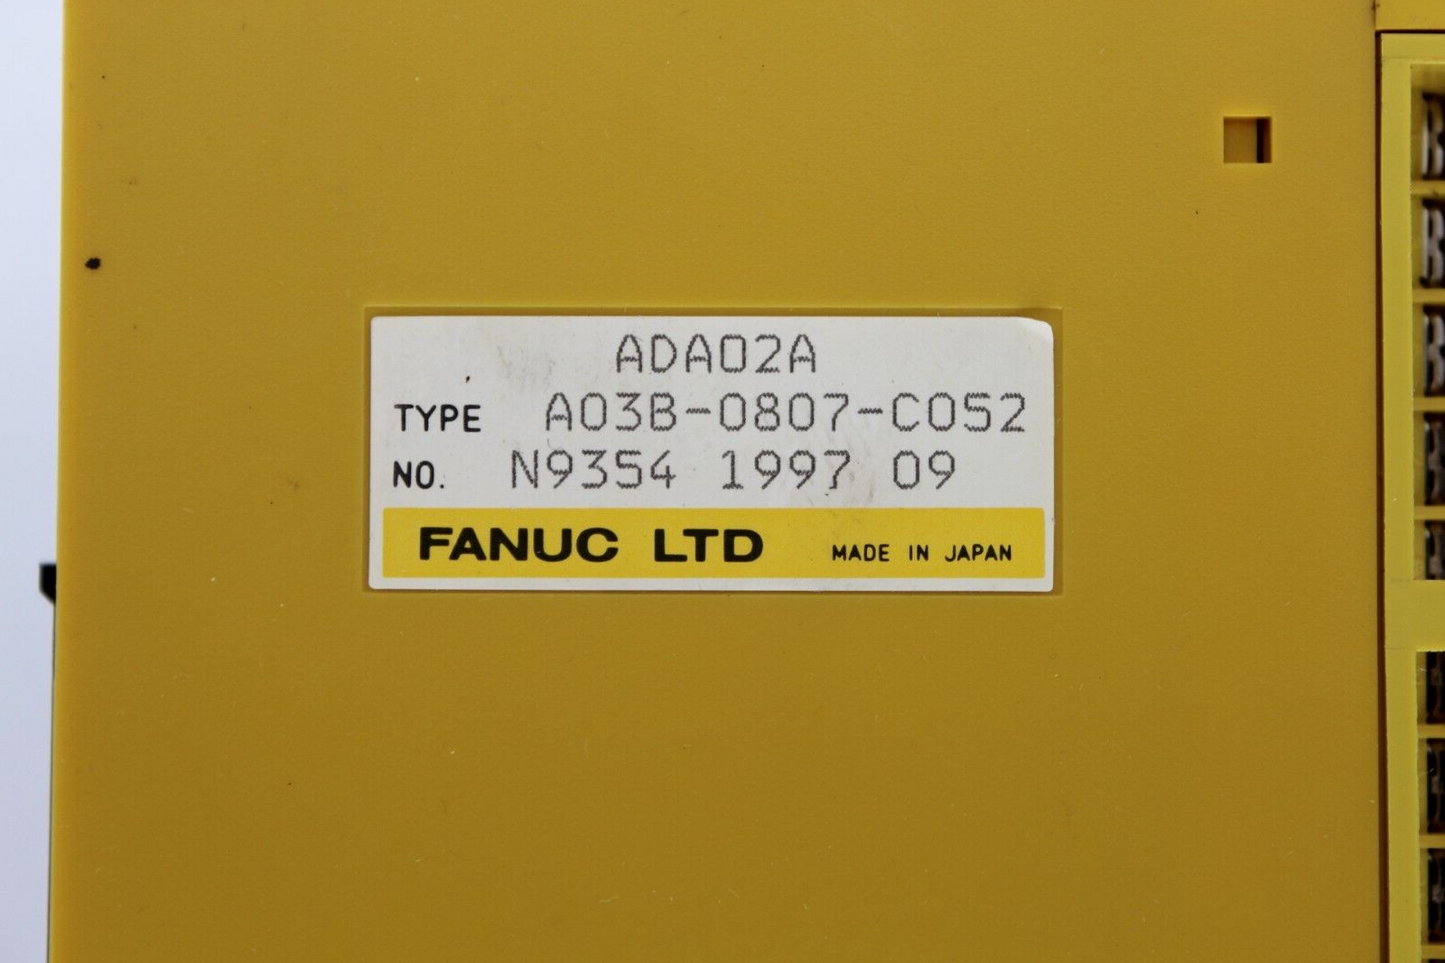 ADA02A
TYPE A03B-0807-C052
NO. N9354 1997 09
FANUC LTD MADE IN JAPAN